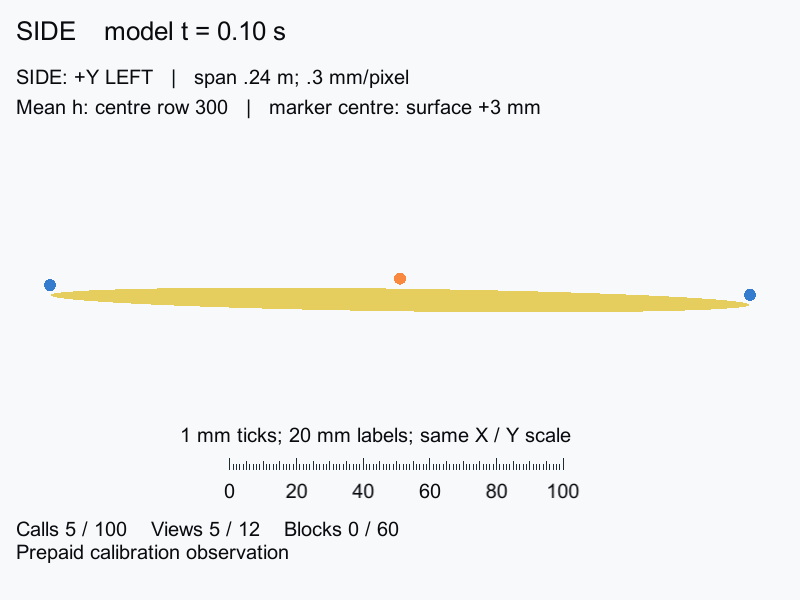 SIDE model t = 0.10 s
SIDE: +Y LEFT | span .24 m; .3 mm/pixel
Mean h: centre row 300 | marker centre: surface +3 mm
1 mm ticks; 20 mm labels; same X / Y scale
0 20 40 60 80 100
Calls 5 / 100 Views 5 / 12 Blocks 0 / 60
Prepaid calibration observation